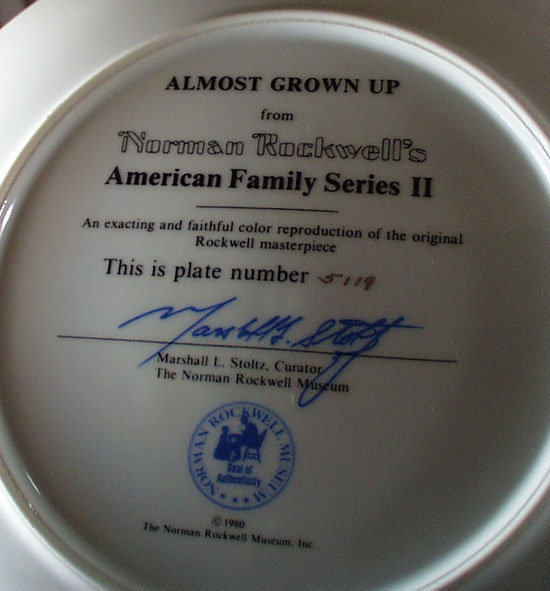 ALMOST GROWN UP
from
Norman Rockwell's
American Family Series II
An exacting and faithful color reproduction of the original
Rockwell masterpiece
This is plate number 5119
Marshall L. Stoltz
Marshall L. Stoltz, Curator
The Norman Rockwell Museum
NORMAN ROCKWELL MUSEUM
Seal of
Authenticity
© 1980
The Norman Rockwell Museum, Inc.